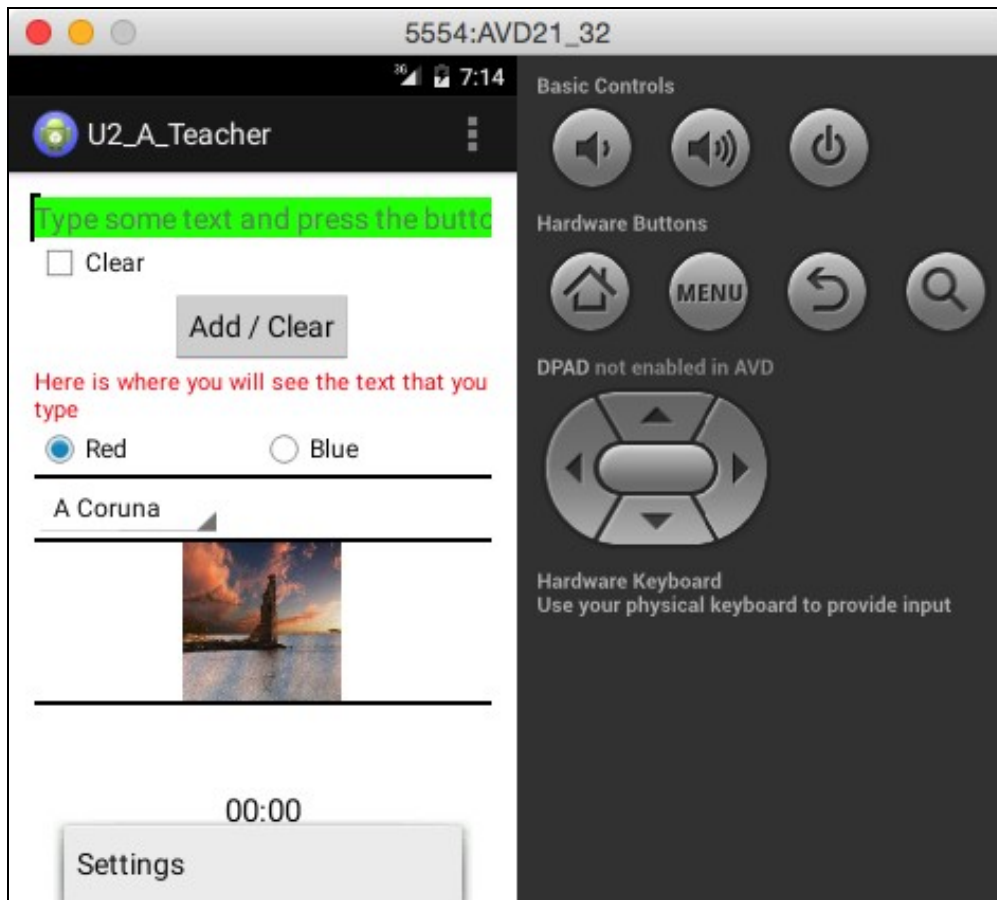 5554:AVD21_32
3G 7:14
U2_A_Teacher
Type some text and press the butto
Clear
Add / Clear
Here is where you will see the text that you
type
Red Blue
A Coruna
00:00
Settings
Basic Controls
Hardware Buttons
MENU
DPAD not enabled in AVD
Hardware Keyboard
Use your physical keyboard to provide input